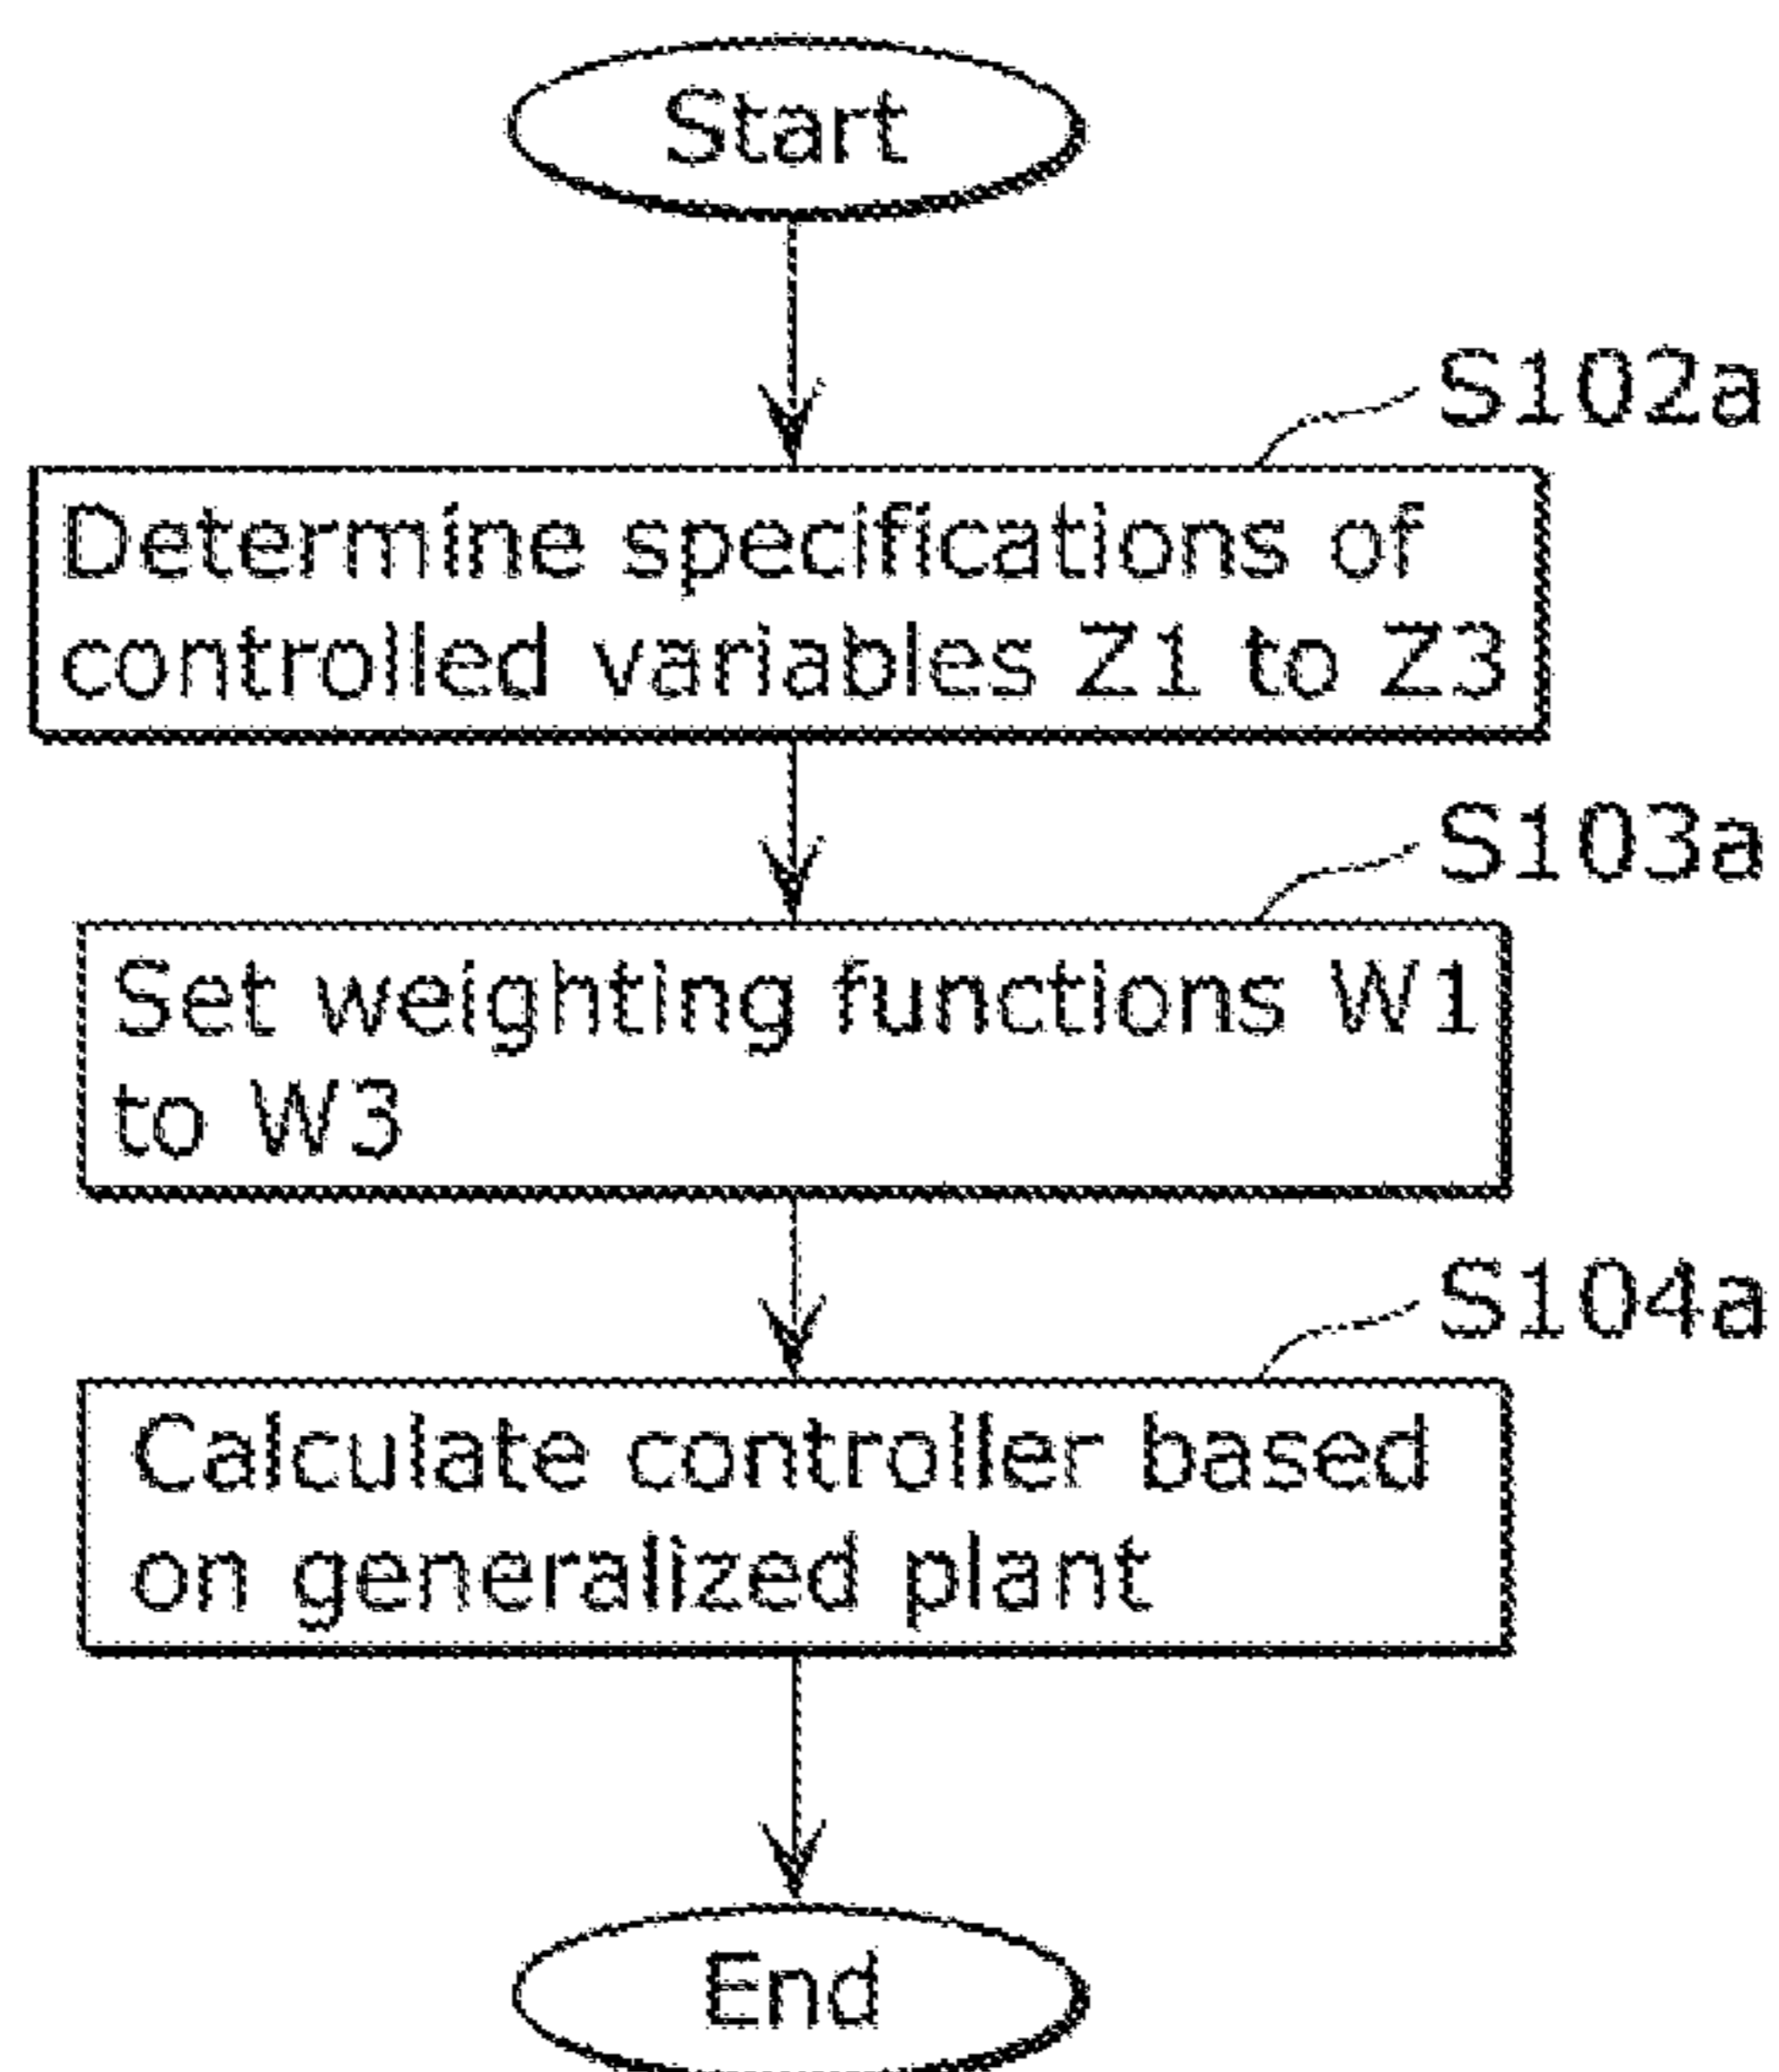 Start
S102a
Determine specifications of
controlled variables Z1 to Z3
S103a
Set weighting functions W1
to W3
S104a
Calculate controller based
on generalized plant
End